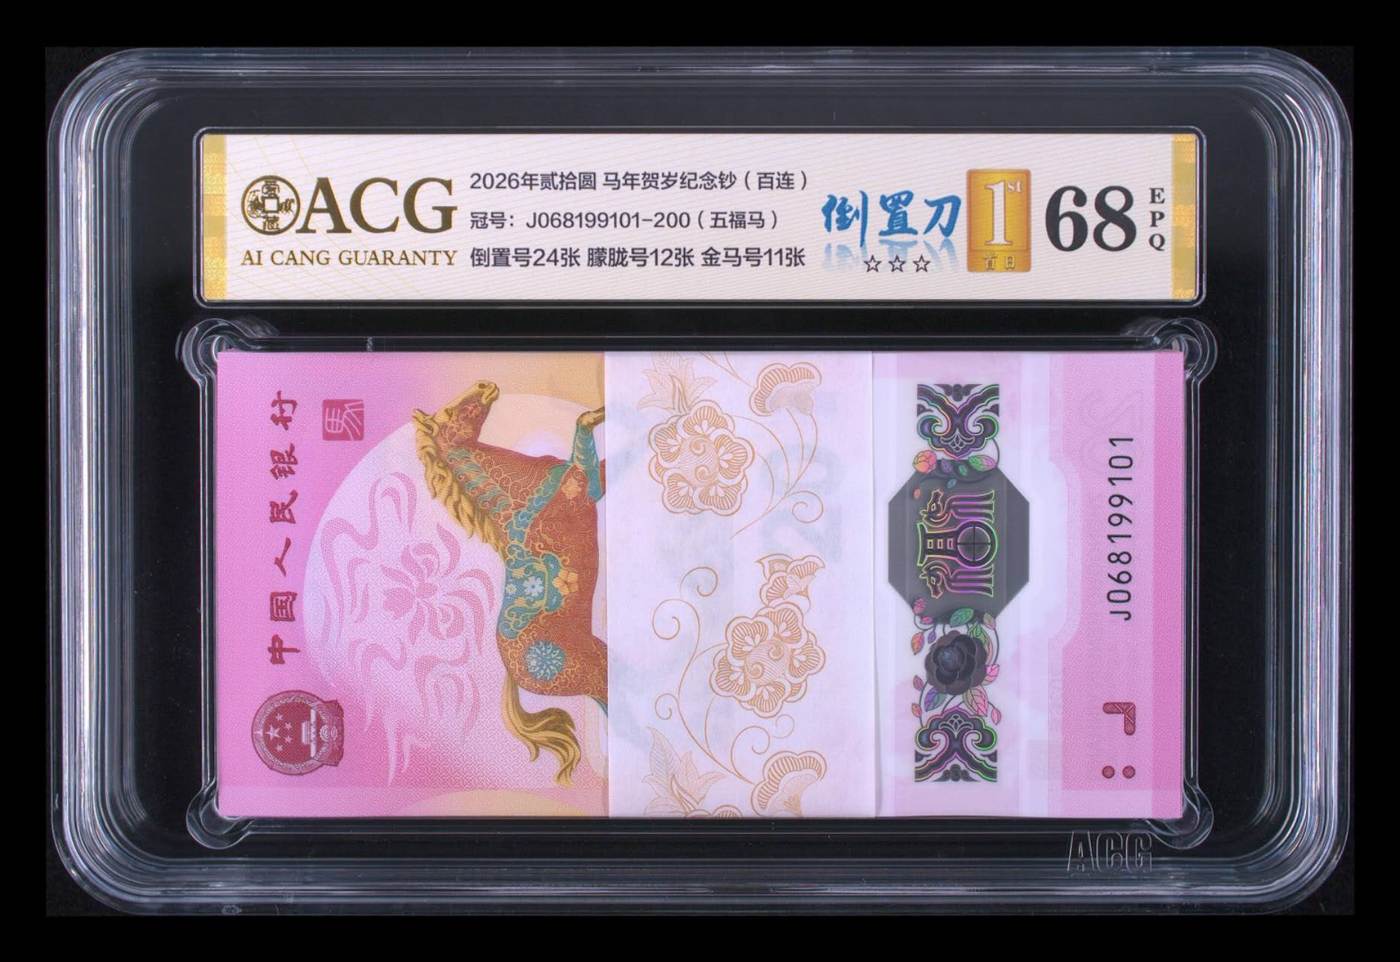 ACG
AI CANG GUARANTY
2026年贰拾圆 马年贺岁纪念钞（百连）
冠号：J068199101-200（五福马）
倒置号24张 朦胧号12张 金马号11张
倒置刀
☆☆☆
1st
百日
68
EPQ
中国人民银行
J068199101
ACG